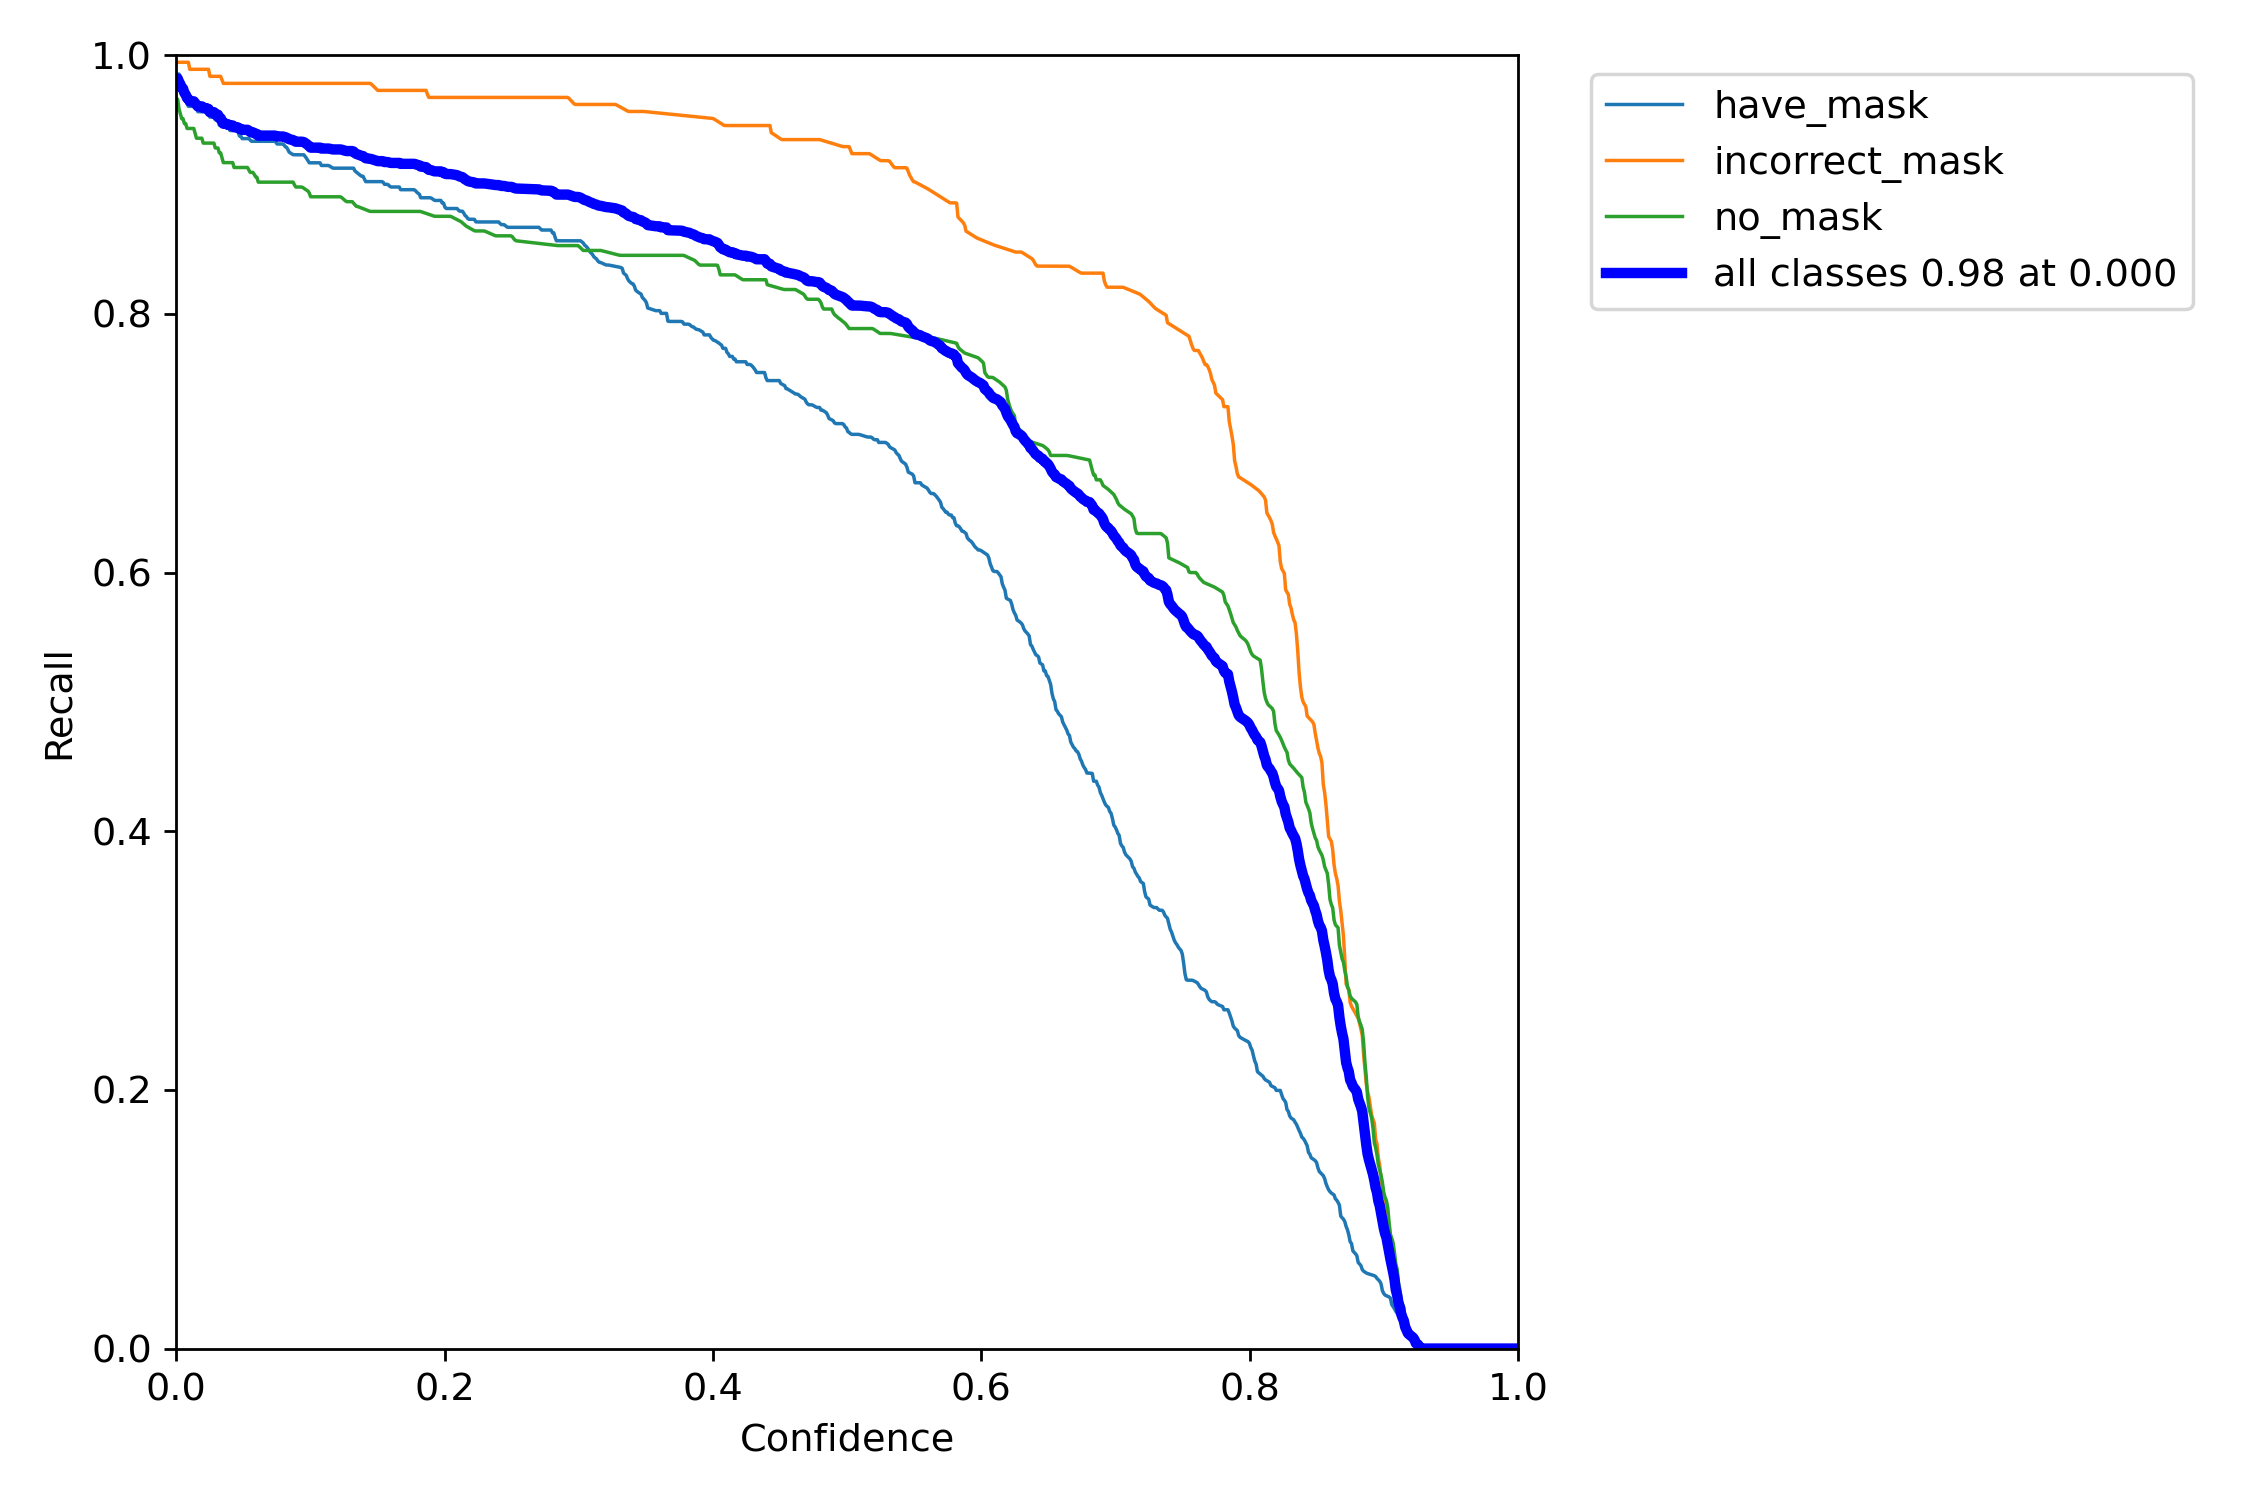 1.0
0.8
0.6
0.4
0.2
0.0
Recall
0.0 0.2 0.4 0.6 0.8 1.0
Confidence
have_mask
incorrect_mask
no_mask
all classes 0.98 at 0.000